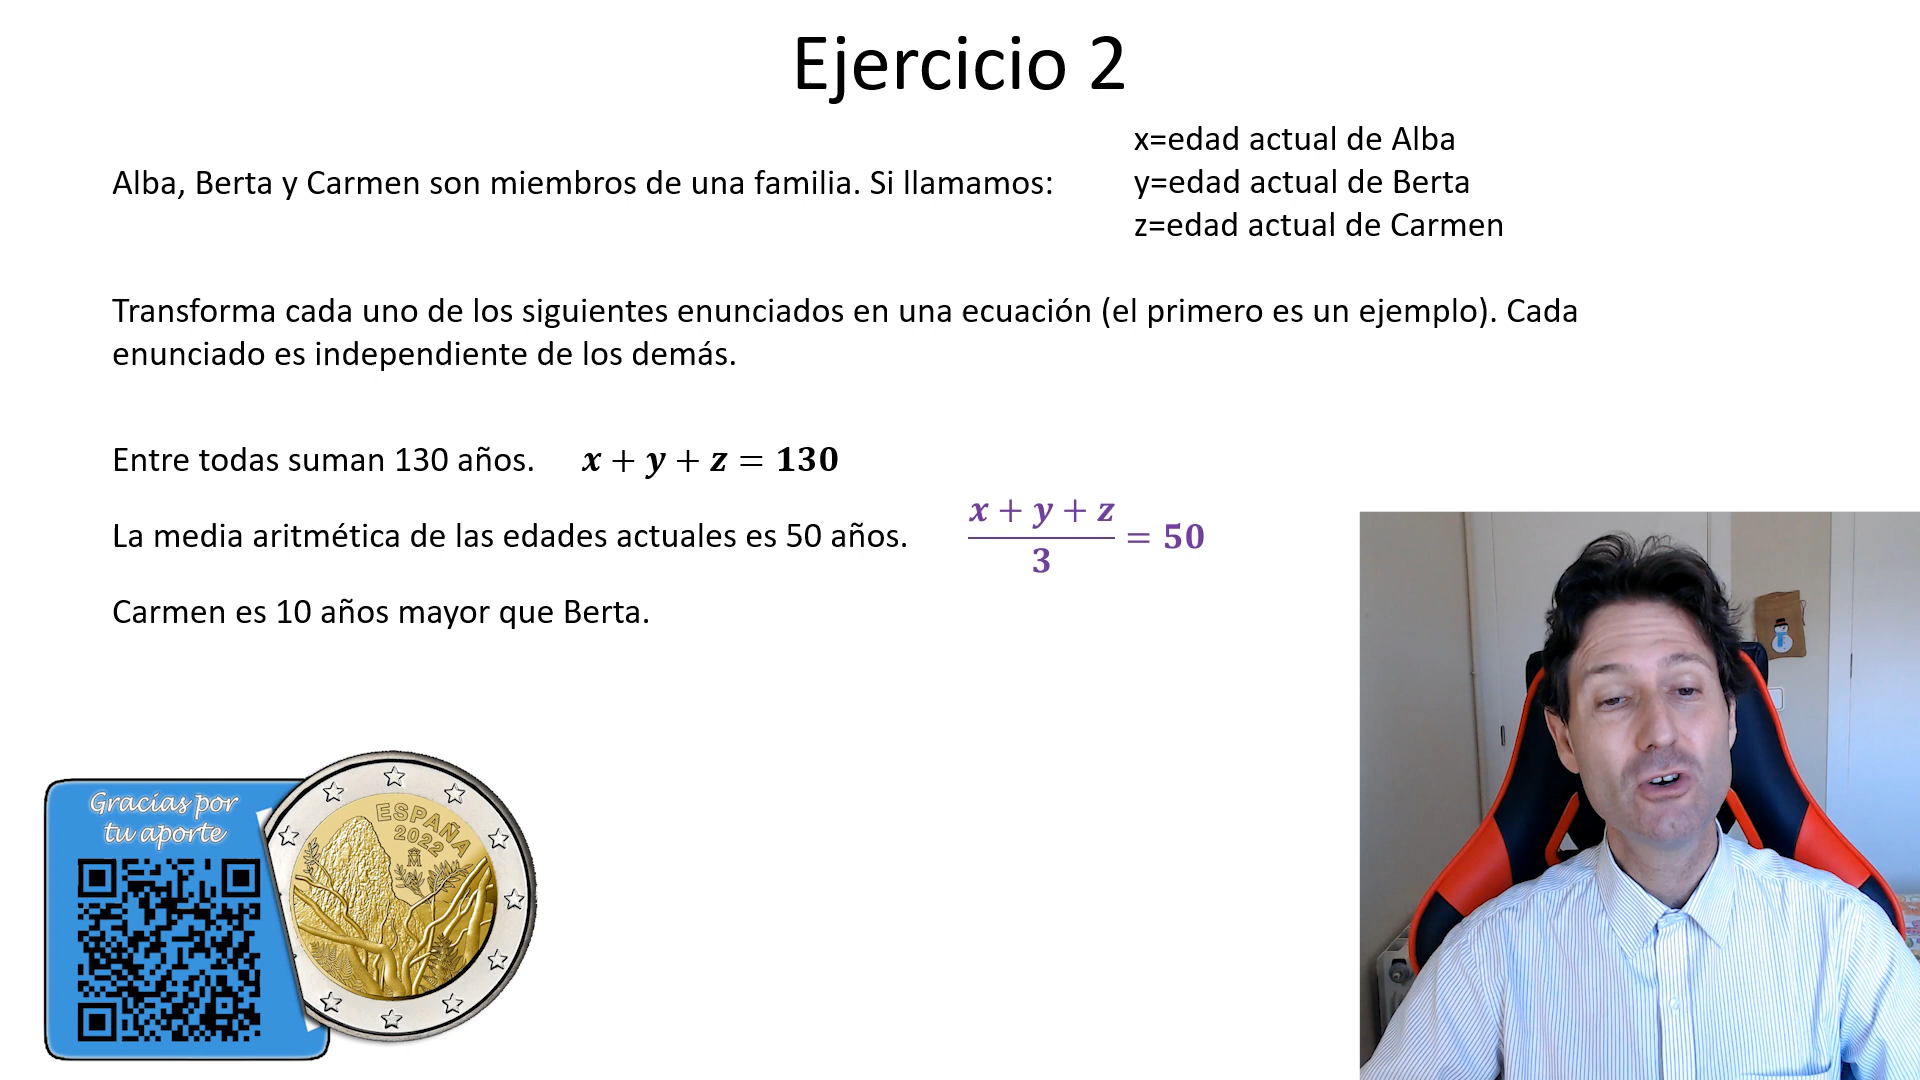 Ejercicio 2
Alba, Berta y Carmen son miembros de una familia. Si llamamos:
x=edad actual de Alba
y=edad actual de Berta
z=edad actual de Carmen
Transforma cada uno de los siguientes enunciados en una ecuación (el primero es un ejemplo). Cada
enunciado es independiente de los demás.
Entre todas suman 130 años. x + y + z = 130
La media aritmética de las edades actuales es 50 años. (x + y + z)/3 = 50
Carmen es 10 años mayor que Berta.
Gracias por
tu aporte
ESPAÑA
2022